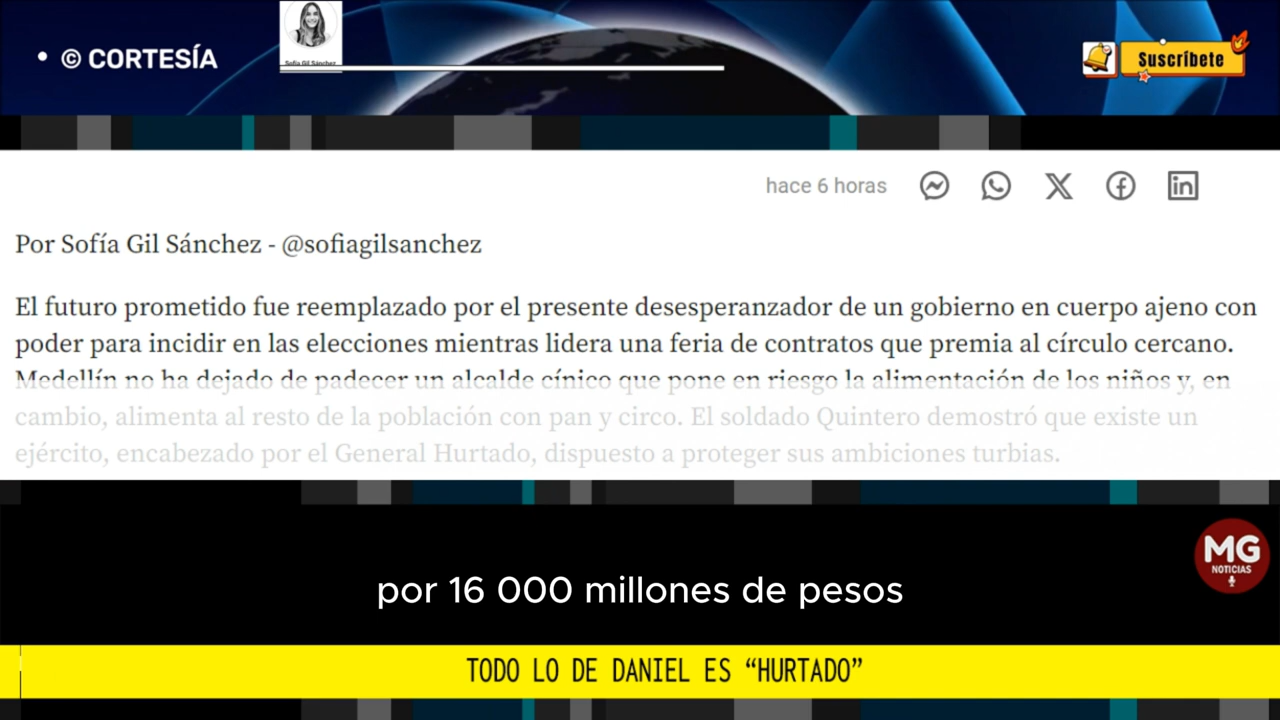 • © CORTESÍA
Sofía Gil Sánchez
Suscríbete
hace 6 horas
Por Sofía Gil Sánchez - @sofiagilsanchez
El futuro prometido fue reemplazado por el presente desesperanzador de un gobierno en cuerpo ajeno con
poder para incidir en las elecciones mientras lidera una feria de contratos que premia al círculo cercano.
Medellín no ha dejado de padecer un alcalde cínico que pone en riesgo la alimentación de los niños y, en
cambio, alimenta al resto de la población con pan y circo. El soldado Quintero demostró que existe un
ejército, encabezado por el General Hurtado, dispuesto a proteger sus ambiciones turbias.
MG
NOTICIAS
por 16 000 millones de pesos
TODO LO DE DANIEL ES “HURTADO”